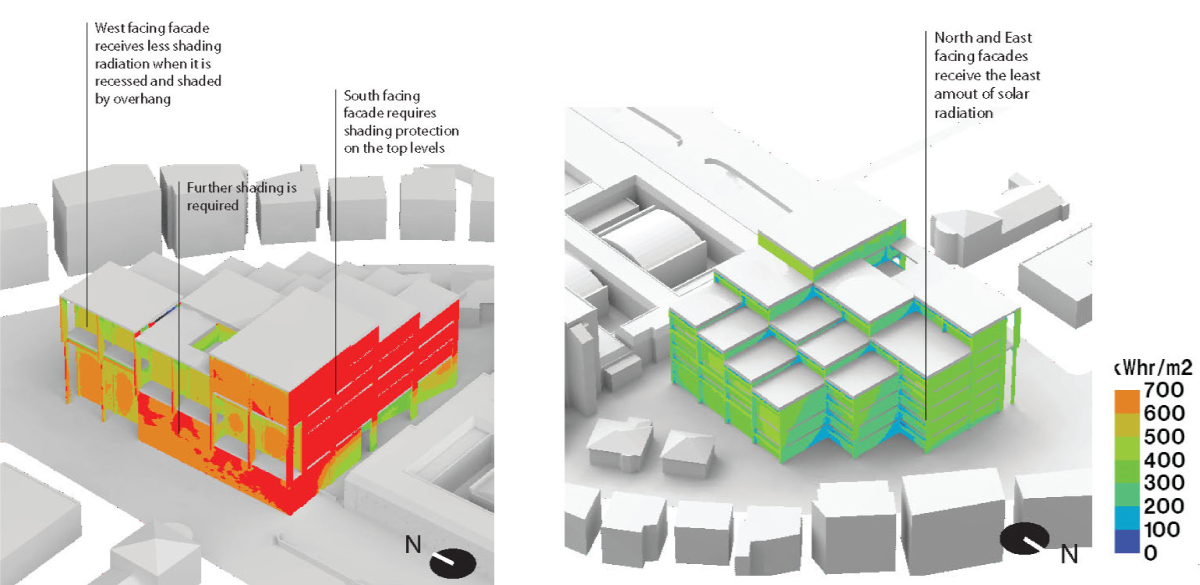 West facing facade
receives less shading
radiation when it is
recessed and shaded
by overhang
South facing
facade requires
shading protection
on the top levels
Further shading is
required
N
North and East
facing facades
receive the least
amout of solar
radiation
N
Whr/m2
700
600
500
400
300
200
100
0